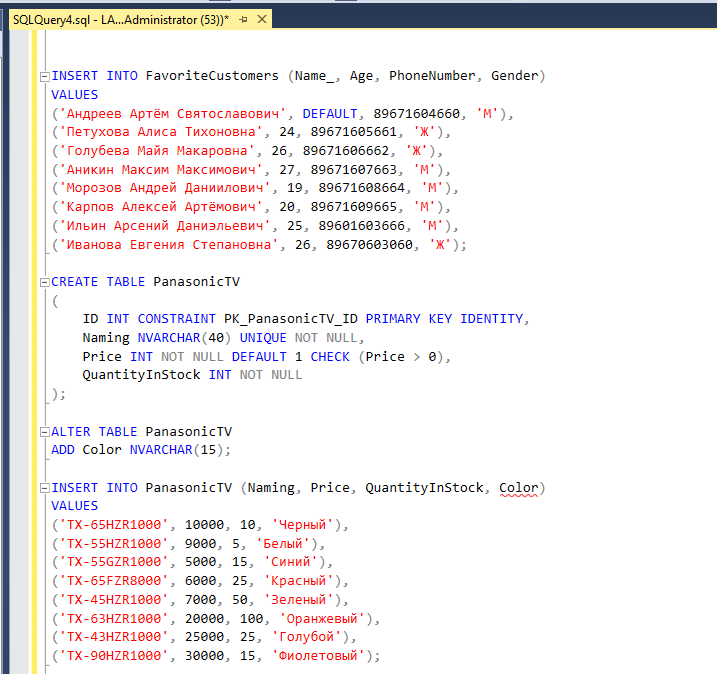 SQLQuery4.sql - LA...Administrator (53))*
INSERT INTO FavoriteCustomers (Name_, Age, PhoneNumber, Gender)
VALUES
('Андреев Артём Святославович', DEFAULT, 89671604660, 'М'),
('Петухова Алиса Тихоновна', 24, 89671605661, 'Ж'),
('Голубева Майя Макаровна', 26, 89671606662, 'Ж'),
('Аникин Максим Максимович', 27, 89671607663, 'М'),
('Морозов Андрей Даниилович', 19, 89671608664, 'М'),
('Карпов Алексей Артёмович', 20, 89671609665, 'М'),
('Ильин Арсений Даниэльевич', 25, 89601603666, 'М'),
('Иванова Евгения Степановна', 26, 89670603060, 'Ж');
CREATE TABLE PanasonicTV
(
ID INT CONSTRAINT PK_PanasonicTV_ID PRIMARY KEY IDENTITY,
Naming NVARCHAR(40) UNIQUE NOT NULL,
Price INT NOT NULL DEFAULT 1 CHECK (Price > 0),
QuantityInStock INT NOT NULL
);
ALTER TABLE PanasonicTV
ADD Color NVARCHAR(15);
INSERT INTO PanasonicTV (Naming, Price, QuantityInStock, Color)
VALUES
('TX-65HZR1000', 10000, 10, 'Черный'),
('TX-55HZR1000', 9000, 5, 'Белый'),
('TX-55GZR1000', 5000, 15, 'Синий'),
('TX-65FZR8000', 6000, 25, 'Красный'),
('TX-45HZR1000', 7000, 50, 'Зеленый'),
('TX-63HZR1000', 20000, 100, 'Оранжевый'),
('TX-43HZR1000', 25000, 25, 'Голубой'),
('TX-90HZR1000', 30000, 15, 'Фиолетовый');